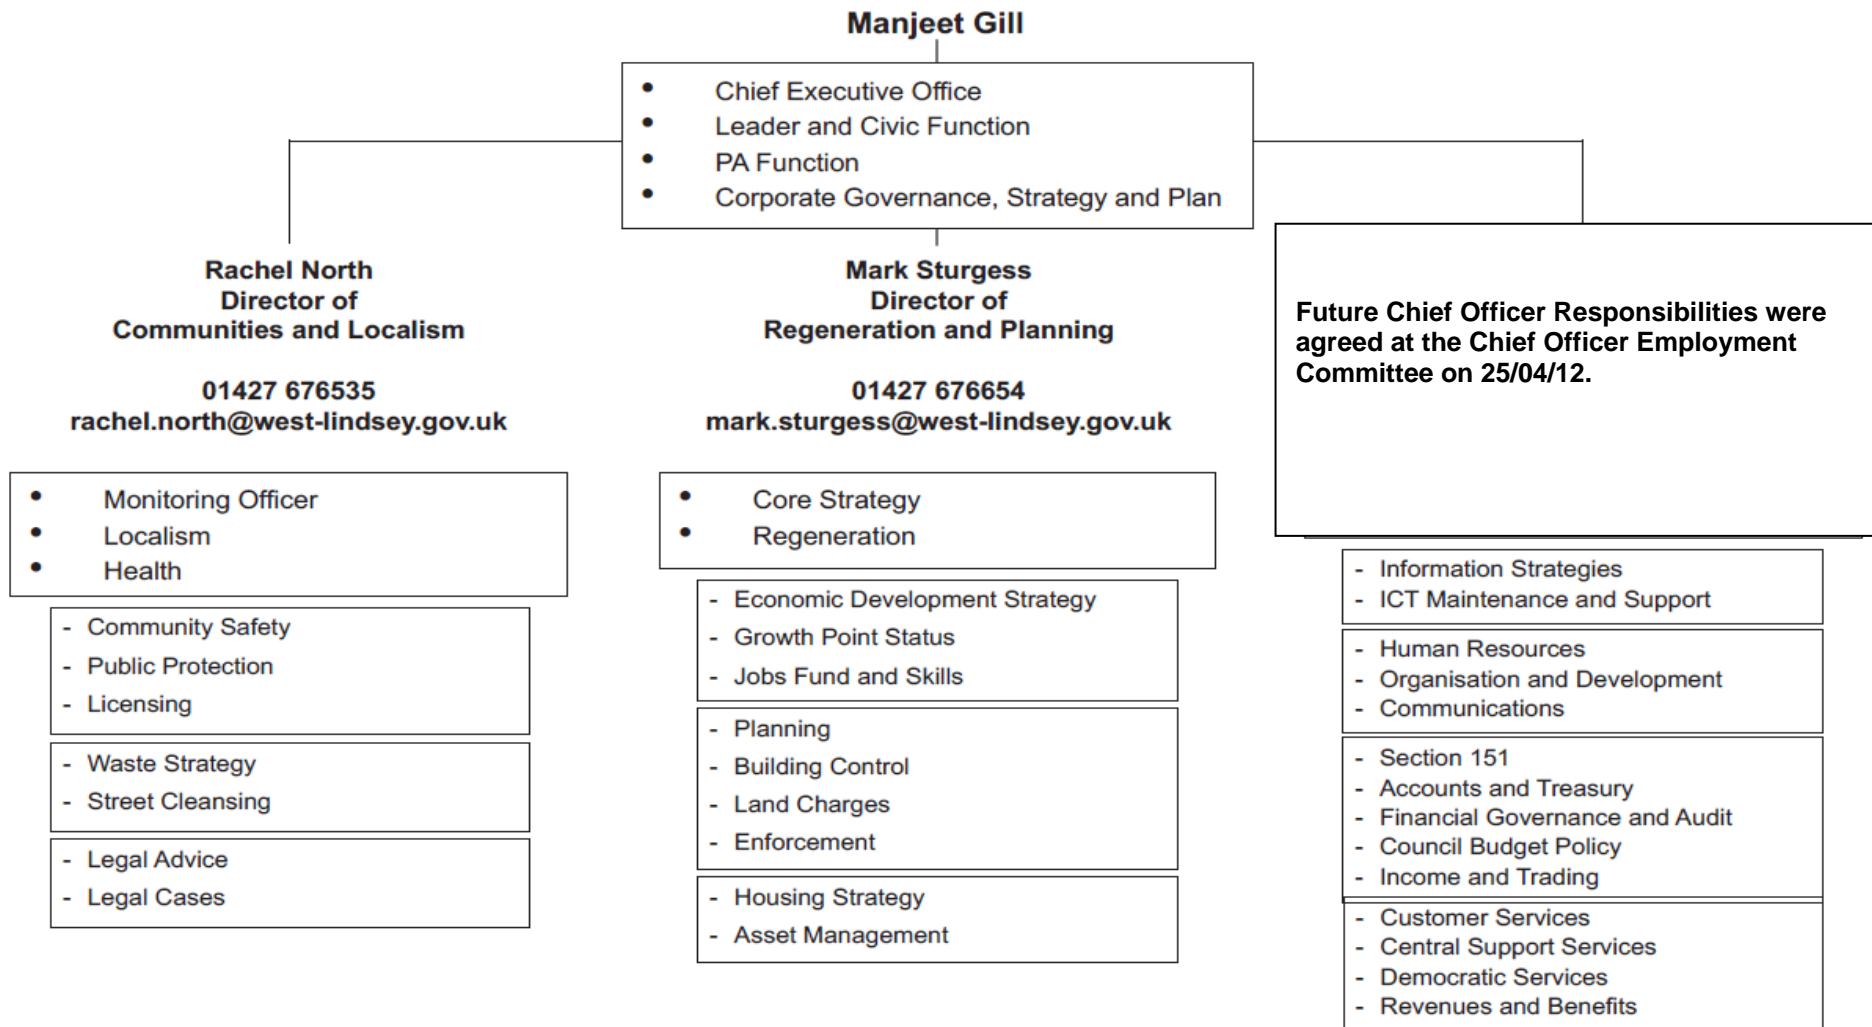 Manjeet Gill
• Chief Executive Office
• Leader and Civic Function
• PA Function
• Corporate Governance, Strategy and Plan
Rachel North
Director of
Communities and Localism
01427 676535
rachel.north@west-lindsey.gov.uk
• Monitoring Officer
• Localism
• Health
- Community Safety
- Public Protection
- Licensing
- Waste Strategy
- Street Cleansing
- Legal Advice
- Legal Cases
Mark Sturgess
Director of
Regeneration and Planning
01427 676654
mark.sturgess@west-lindsey.gov.uk
• Core Strategy
• Regeneration
- Economic Development Strategy
- Growth Point Status
- Jobs Fund and Skills
- Planning
- Building Control
- Land Charges
- Enforcement
- Housing Strategy
- Asset Management
Future Chief Officer Responsibilities were
agreed at the Chief Officer Employment
Committee on 25/04/12.
- Information Strategies
- ICT Maintenance and Support
- Human Resources
- Organisation and Development
- Communications
- Section 151
- Accounts and Treasury
- Financial Governance and Audit
- Council Budget Policy
- Income and Trading
- Customer Services
- Central Support Services
- Democratic Services
- Revenues and Benefits